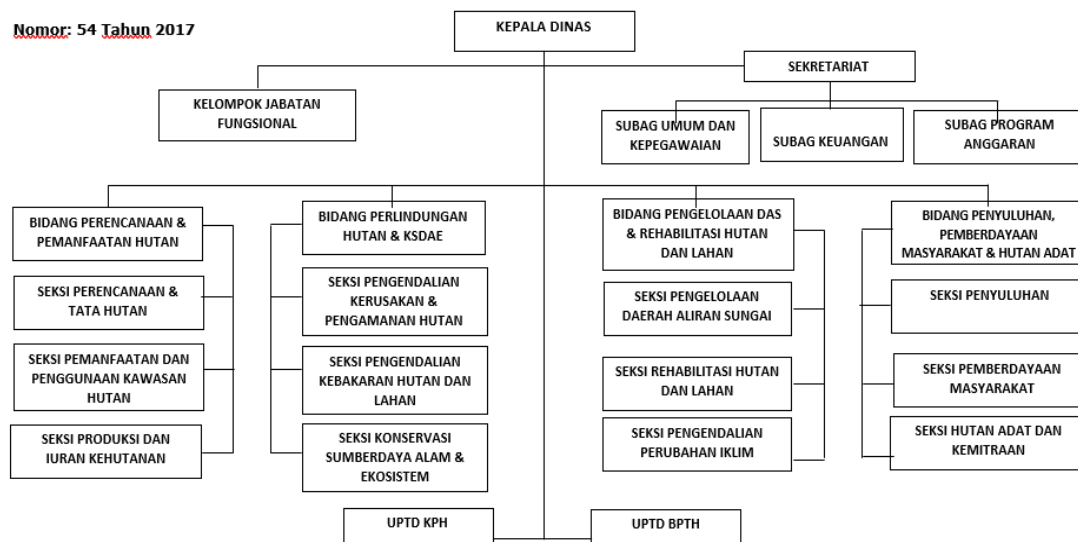 Nomor: 54 Tahun 2017
KEPALA DINAS
SEKRETARIAT
KELOMPOK JABATAN
FUNGSIONAL
SUBAG UMUM DAN
KEPEGAWAIAN
SUBAG KEUANGAN
SUBAG PROGRAM
ANGGARAN
BIDANG PERENCANAAN &
PEMANFAATAN HUTAN
BIDANG PERLINDUNGAN
HUTAN & KSDAE
BIDANG PENGELOLAAN DAS
& REHABILITASI HUTAN
DAN LAHAN
BIDANG PENYULUHAN,
PEMBERDAYAAN
MASYARAKAT & HUTAN ADAT
SEKSI PERENCANAAN &
TATA HUTAN
SEKSI PENGENDALIAN
KERUSAKAN &
PENGAMANAN HUTAN
SEKSI PENGELOLAAN
DAERAH ALIRAN SUNGAI
SEKSI PENYULUHAN
SEKSI PEMANFAATAN DAN
PENGGUNAAN KAWASAN
HUTAN
SEKSI PENGENDALIAN
KEBAKARAN HUTAN DAN
LAHAN
SEKSI REHABILITASI HUTAN
DAN LAHAN
SEKSI PEMBERDAYAAN
MASYARAKAT
SEKSI PRODUKSI DAN
IURAN KEHUTANAN
SEKSI KONSERVASI
SUMBERDAYA ALAM &
EKOSISTEM
SEKSI PENGENDALIAN
PERUBAHAN IKLIM
SEKSI HUTAN ADAT DAN
KEMITRAAN
UPTD KPH
UPTD BPTH